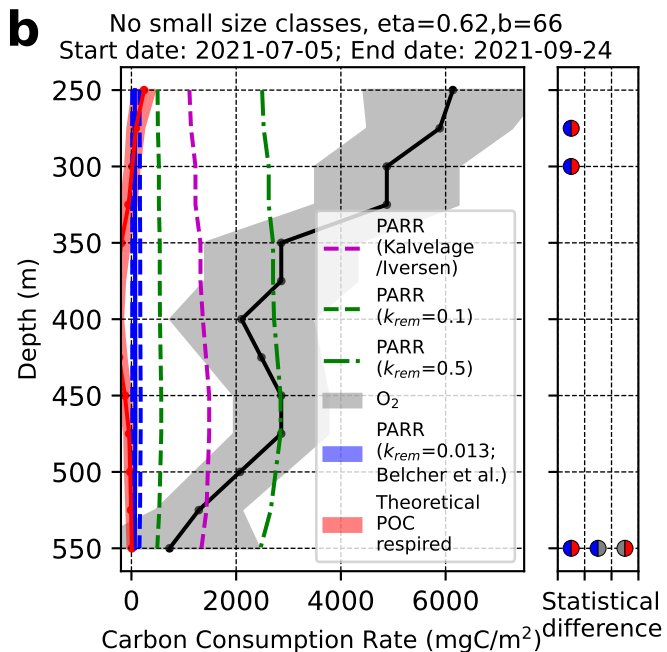 b
No small size classes, eta=0.62,b=66
Start date: 2021-07-05; End date: 2021-09-24
250
300
350
400
450
500
550
Depth (m)
PARR
(Kalvelage
/Iversen)
PARR
(k_rem=0.1)
PARR
(k_rem=0.5)
O₂
PARR
(k_rem=0.013;
Belcher et al.)
Theoretical
POC
respired
0 2000 4000 6000
Carbon Consumption Rate (mgC/m²)
Statistical
difference